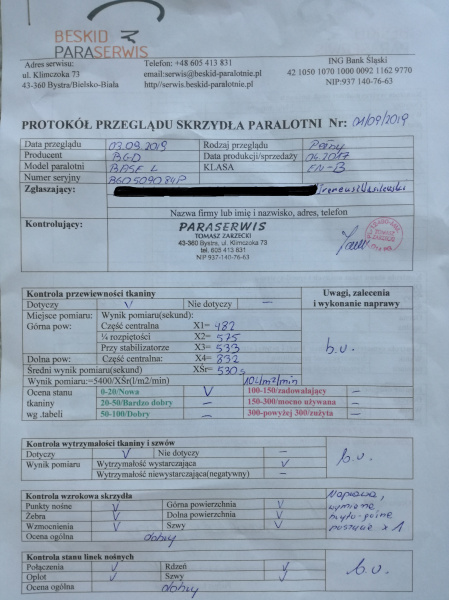 BESKID
PARASERWIS
Adres serwisu: Telefon: +48 605 413 831 ING Bank Śląski
ul. Klimczoka 73 email:serwis@beskid-paralotnie.pl 42 1050 1070 1000 0092 1162 9770
43-360 Bystra/Bielsko-Biała http//serwis.beskid-paralotnie.pl NIP:937 140-76-63
PROTOKÓŁ PRZEGLĄDU SKRZYDŁA PARALOTNI Nr: 01/09/2019
Data przeglądu 03.09.2019 Rodzaj przeglądu Pełny
Producent BGD Data produkcji/sprzedaży 04.2017
Model paralotni BASE L KLASA EN-B
Numer seryjny BGD509084P
Zgłaszający: Ireneusz Wasilewski
Nazwa firmy lub imię i nazwisko, adres, telefon
Kontrolujący: PARASERWIS
TOMASZ ZARZECKI
43-360 Bystra, ul. Klimczoka 73
tel. 605 413 831
NIP 937-140-76-63
Kontrola przewiewności tkaniny Uwagi, zalecenia
Dotyczy V Nie dotyczy – i wykonanie naprawy
Miejsce pomiaru: Wynik pomiaru(sekund)
Górna pow: Część centralna X1= 482
¼ rozpiętości X2= 575
Przy stabilizatorze X3= 533
Dolna pow: Część centralna: X4= 832
Średni wynik pomiaru(sekund) XŚr= 530s
b.u.
Wynik pomiaru:=5400/XŚr(l/m2/min) 10 l/m2/min
Ocena stanu 0-20/Nowa V 100-150/zadowalający –
tkaniny 20-50/Bardzo dobry – 150-300/mocno używana –
wg .tabeli 50-100/Dobry – 300-powyżej 300/zużyta –
Kontrola wytrzymałości tkaniny i szwów
Dotyczy V Nie dotyczy –
Wynik pomiaru Wytrzymałość wystarczająca V
Wytrzymałość niewystarczająca(negatywny) –
b.u.
Kontrola wzrokowa skrzydła Naprawa,
Punkty nośne V Górna powierzchnia V wymiana
Żebra V Dolna powierzchnia V
Wzmocnienia V Szwy V x 1
Ocena ogólna dobry
Kontrola stanu linek nośnych
Połączenia V Rdzeń V
Oplot V Szwy V b.u.
Ocena ogólna dobry